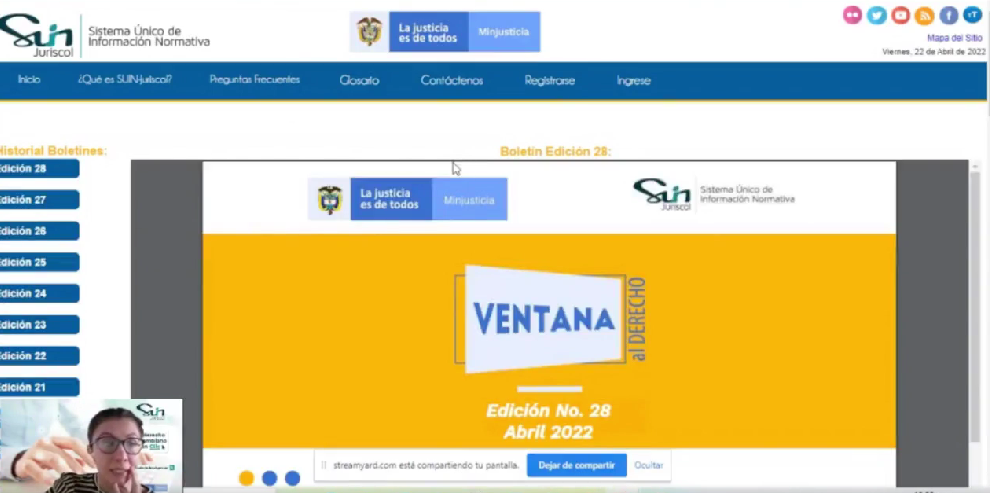 Sistema Único de
Información Normativa
SUIN
Juriscol
La justicia
es de todos
Minjusticia
Mapa del Sitio
Viernes, 22 de Abril de 2022
Inicio
¿Qué es SUIN-Juriscol?
Preguntas Frecuentes
Glosario
Contáctenos
Registrarse
Ingrese
Historial Boletines:
Boletín Edición 28:
Edición 28
Edición 27
Edición 26
Edición 25
Edición 24
Edición 23
Edición 22
Edición 21
La justicia
es de todos
Minjusticia
SUIN
Juriscol
Sistema Único de
Información Normativa
VENTANA
al DERECHO
Edición No. 28
Abril 2022
streamyard.com está compartiendo tu pantalla.
Dejar de compartir
Ocultar